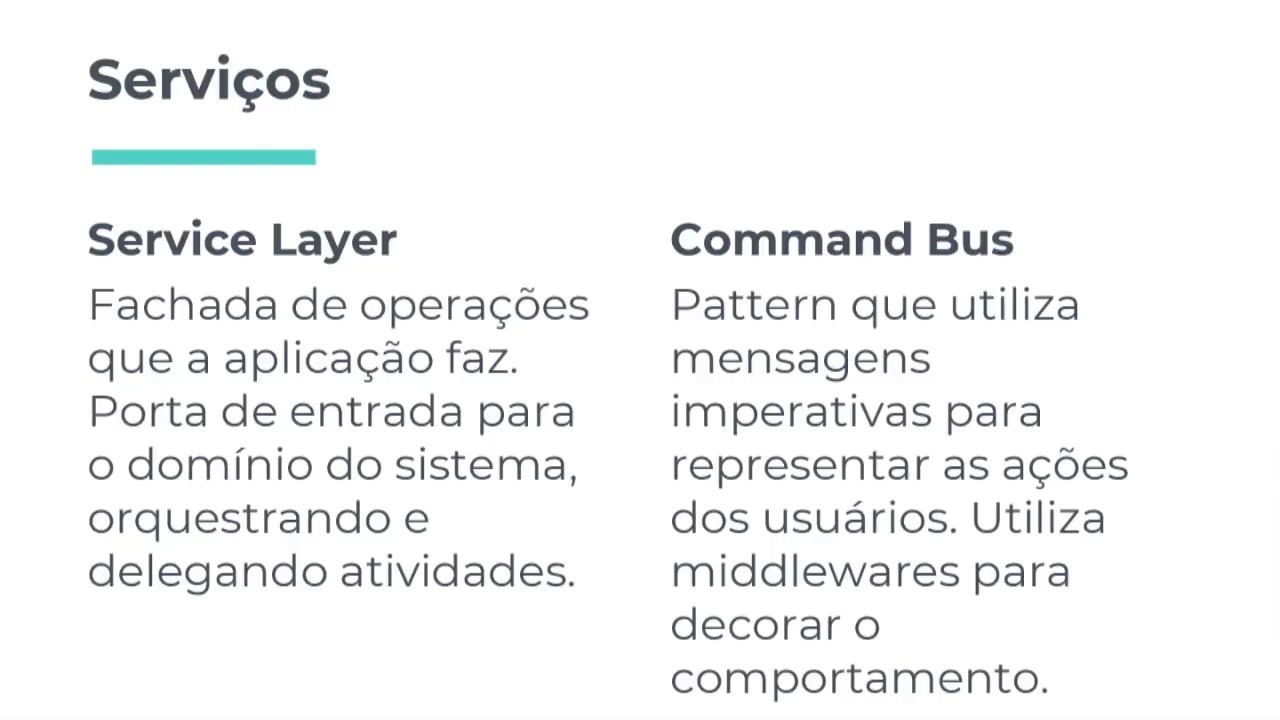 Serviços
Service Layer
Fachada de operações
que a aplicação faz.
Porta de entrada para
o domínio do sistema,
orquestrando e
delegando atividades.
Command Bus
Pattern que utiliza
mensagens
imperativas para
representar as ações
dos usuários. Utiliza
middlewares para
decorar o
comportamento.